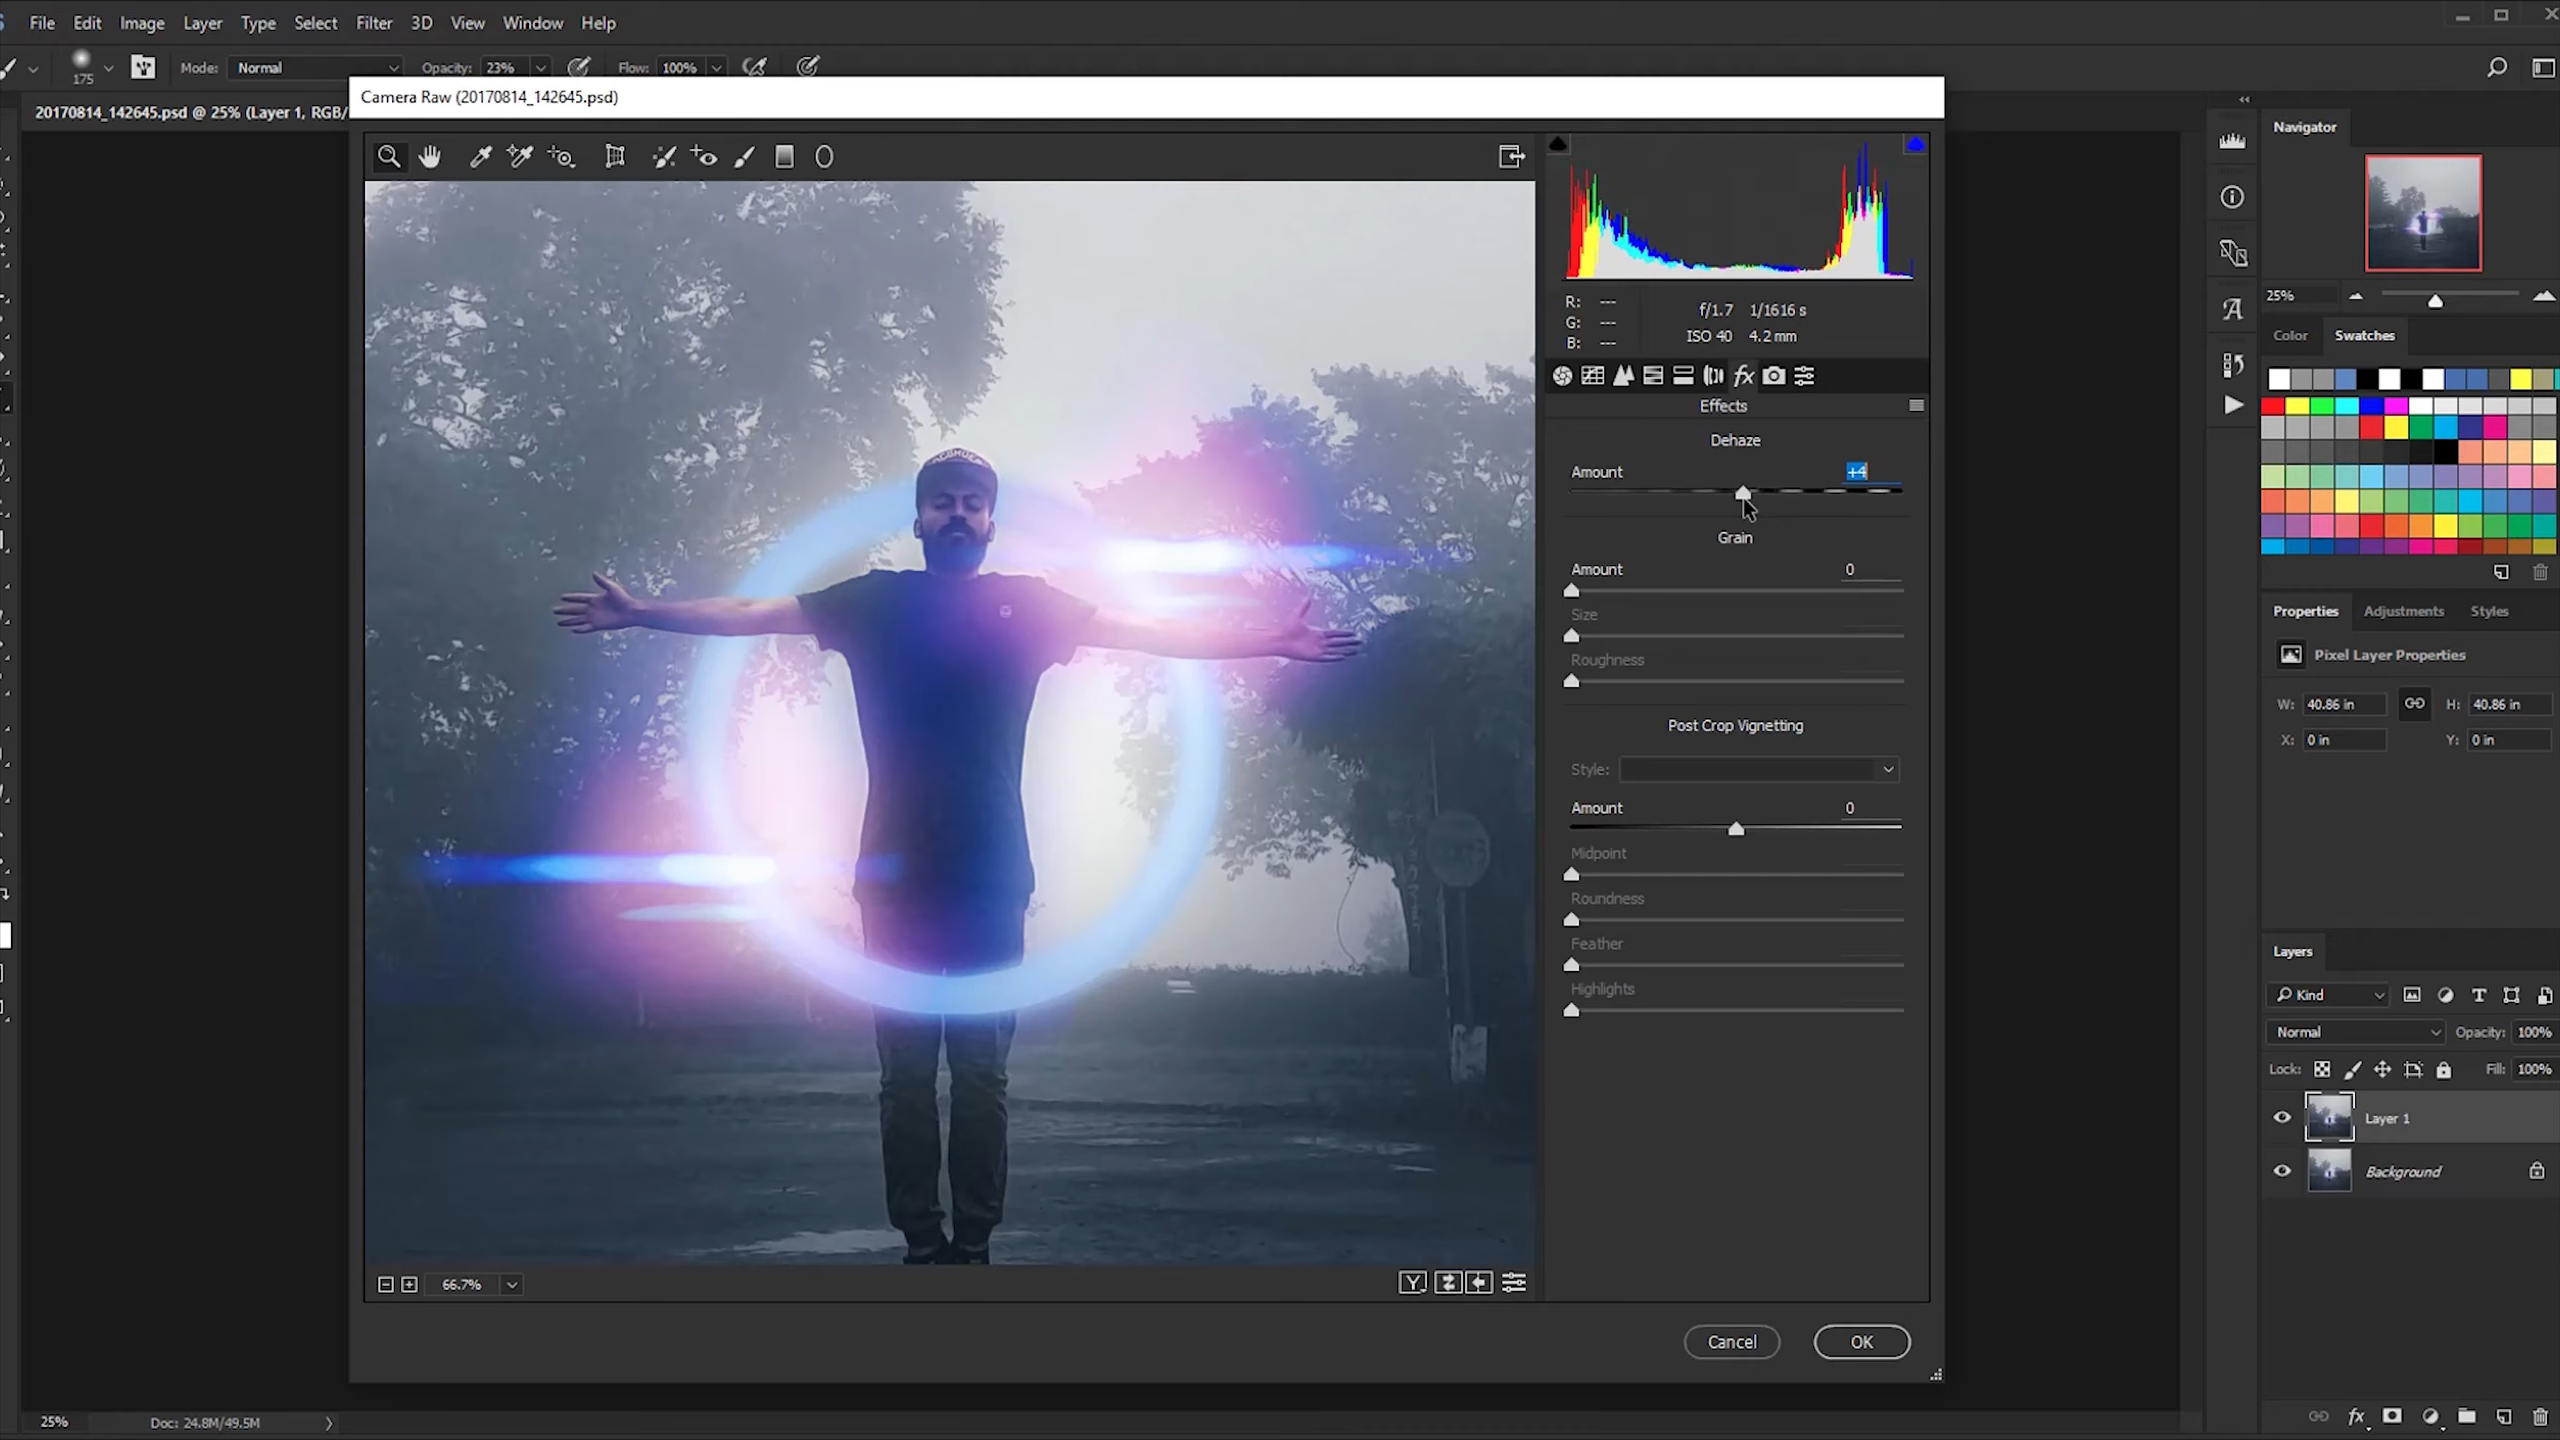 File Edit Image Layer Type Select Filter 3D View Window Help
175 Mode: Normal Opacity: 23% Flow: 100%
20170814_142645.psd @ 25% (Layer 1, RGB/
Camera Raw (20170814_142645.psd)
R: ---
G: ---
B: ---
f/1.7 1/1616 s
ISO 40 4.2 mm
Effects
Dehaze
Amount +4
Grain
Amount 0
Size
Roughness
Post Crop Vignetting
Style:
Amount 0
Midpoint
Roundness
Feather
Highlights
66.7%
Y
Cancel OK
25% Doc: 24.8M/49.5M
Navigator
25%
Color Swatches
Properties Adjustments Styles
Pixel Layer Properties
W: 40.86 in H: 40.86 in
X: 0 in Y: 0 in
Layers
Kind
Normal Opacity: 100%
Lock: Fill: 100%
Layer 1
Background
fx